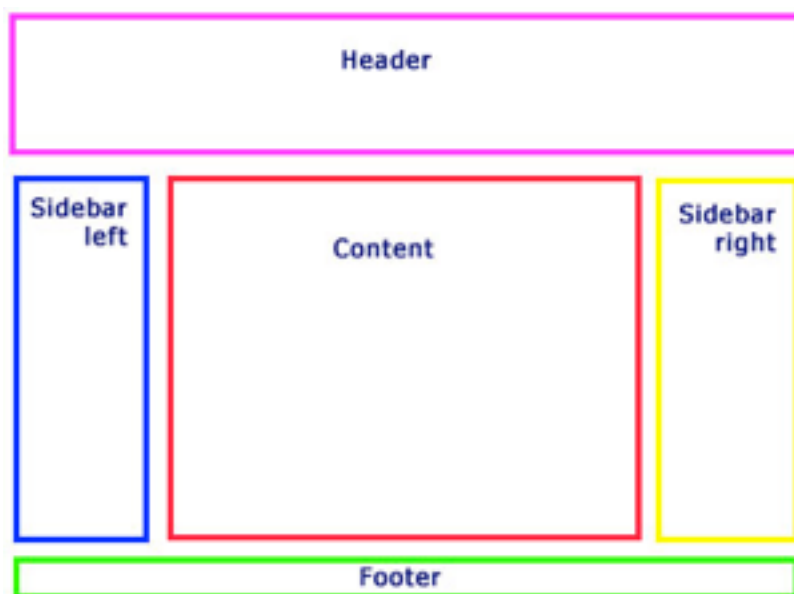 Header
Sidebar
left
Content
Sidebar
right
Footer